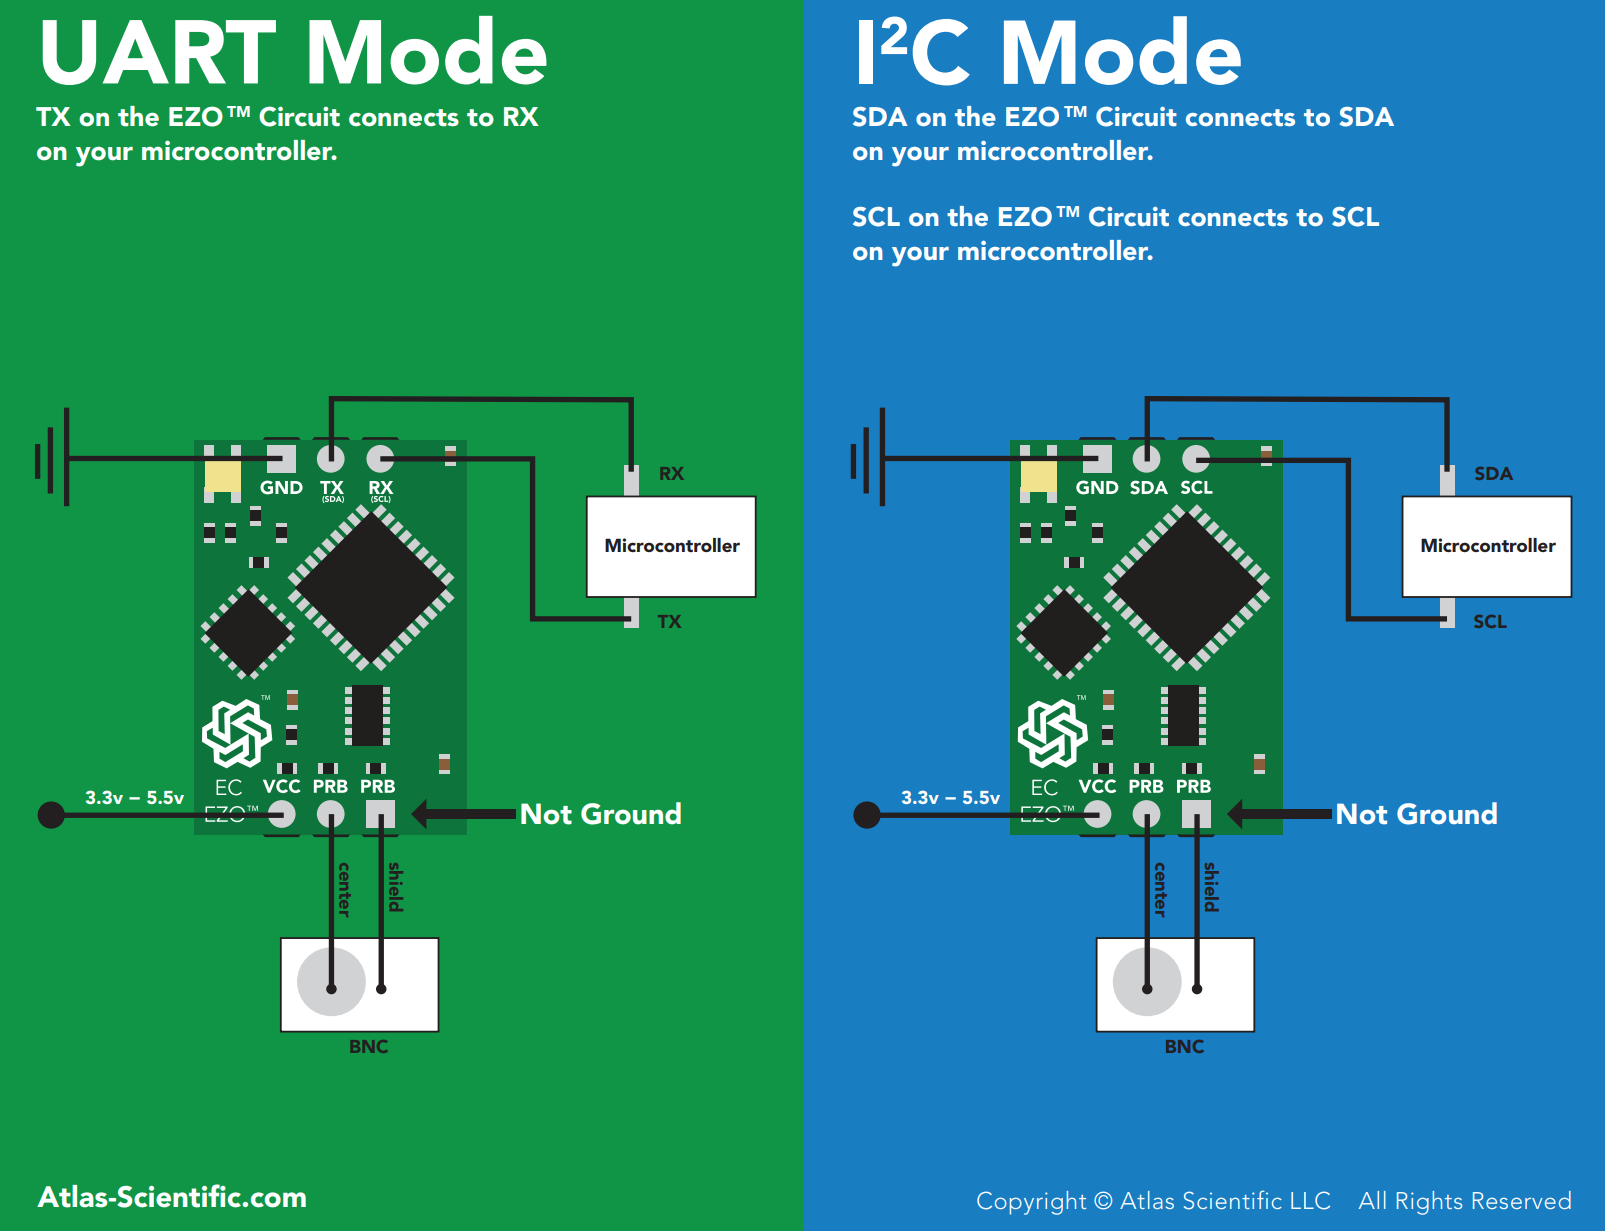 UART Mode
TX on the EZO™ Circuit connects to RX
on your microcontroller.
RX
GND TX RX
(SDA) (SCL)
Microcontroller
TX
™
EC VCC PRB PRB
3.3v – 5.5v
EZO™
Not Ground
center
shield
BNC
Atlas-Scientific.com
I²C Mode
SDA on the EZO™ Circuit connects to SDA
on your microcontroller.
SCL on the EZO™ Circuit connects to SCL
on your microcontroller.
SDA
GND SDA SCL
Microcontroller
SCL
™
EC VCC PRB PRB
3.3v – 5.5v
EZO™
Not Ground
center
shield
BNC
Copyright © Atlas Scientific LLC All Rights Reserved